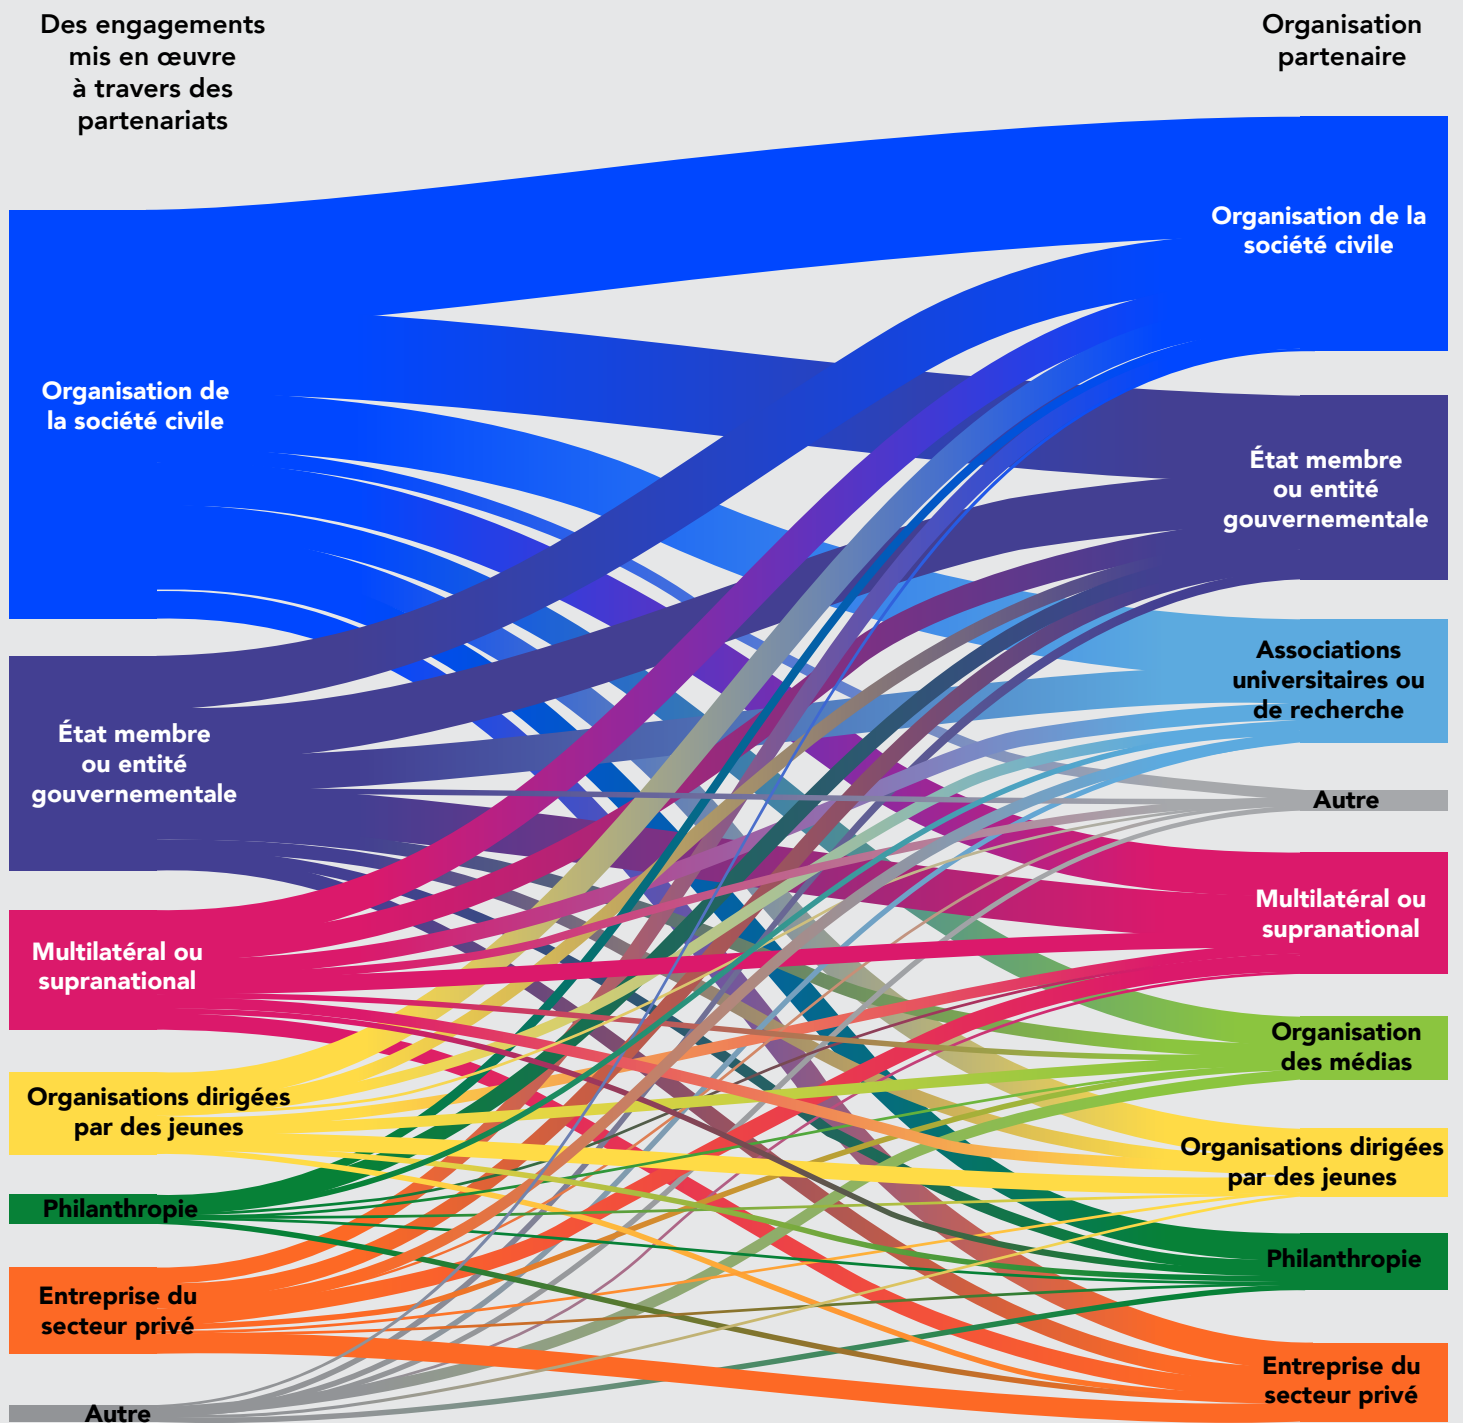 Des engagements
mis en œuvre
à travers des
partenariats
Organisation
partenaire
Organisation de
la société civile
État membre
ou entité
gouvernementale
Multilatéral ou
supranational
Organisations dirigées
par des jeunes
Philanthropie
Entreprise du
secteur privé
Autre
Organisation de la
société civile
État membre
ou entité
gouvernementale
Associations
universitaires ou
de recherche
Autre
Multilatéral ou
supranational
Organisation
des médias
Organisations dirigées
par des jeunes
Philanthropie
Entreprise du
secteur privé